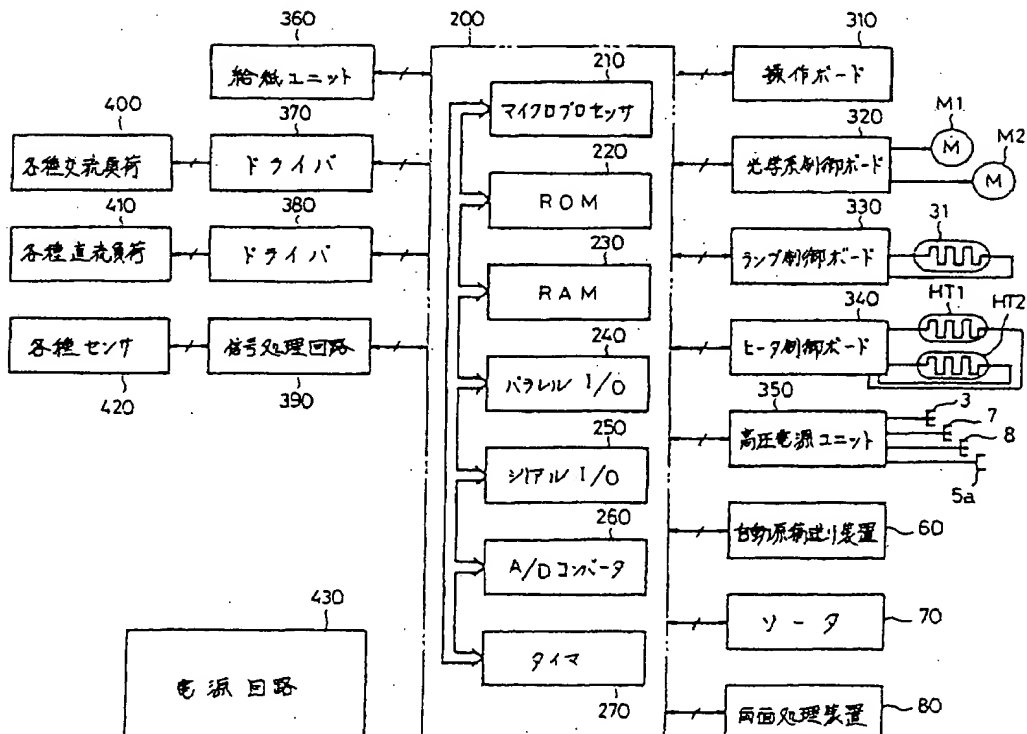 360
給紙ユニット
400
各種交流負荷
370
ドライバ
410
各種直流負荷
380
ドライバ
各種センサ
420
信号処理回路
390
430
電源回路
200
210
マイクロプロセッサ
220
ROM
230
RAM
240
パラレル I/O
250
シリアル I/O
260
A/Dコンバータ
タイマ
270
310
操作ボード
320
光学系制御ボード
M1
M
M2
M
330
ランプ制御ボード
31
340
ヒータ制御ボード
HT1
HT2
350
高圧電源ユニット
3
7
8
5a
自動原稿送り装置
60
ソータ
70
両面処理装置
80